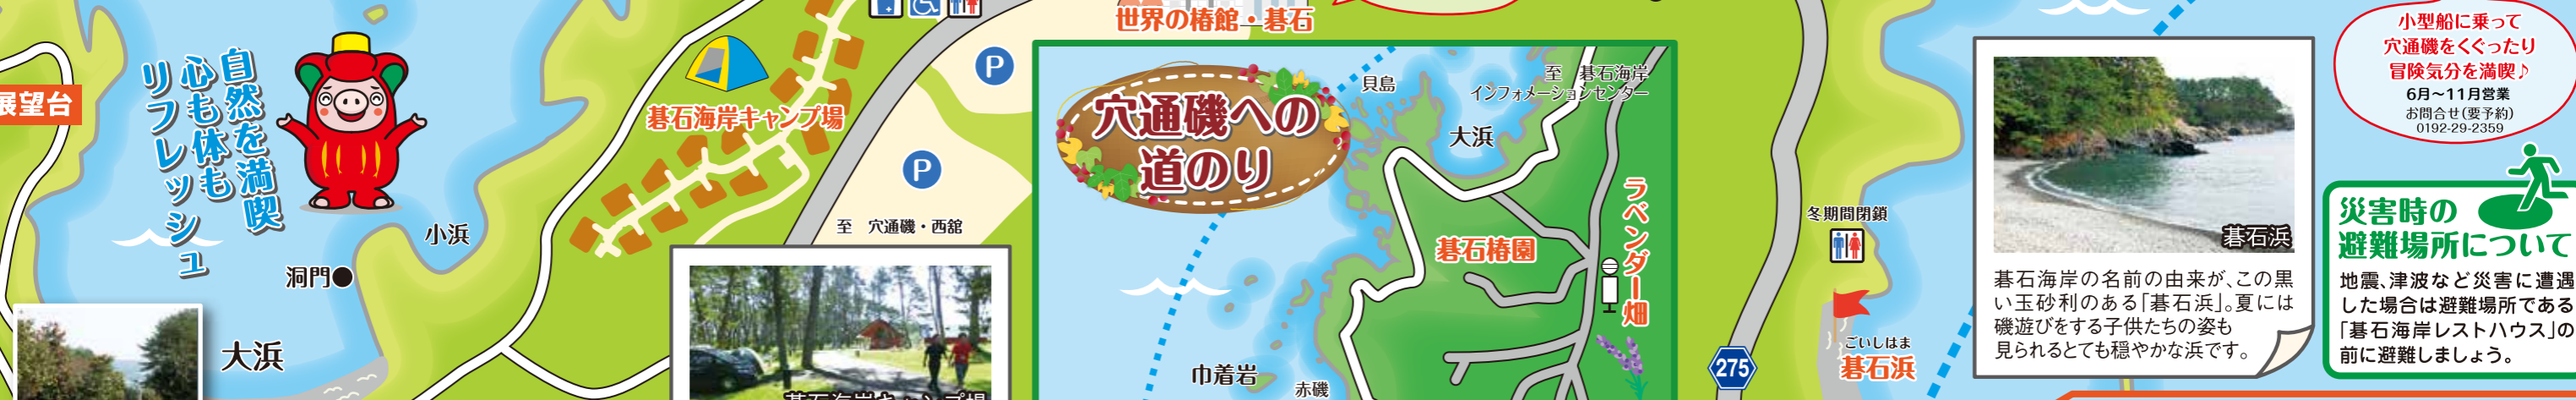 展望台
自然を満喫
心も体も
リフレッシュ
小浜
洞門
大浜
碁石海岸キャンプ場
P
P
至　穴通磯・西舘
碁石海岸キャンプ場
世界の椿館・碁石
穴通磯への
道のり
貝島
至　碁石海岸
インフォメーションセンター
大浜
碁石椿園
ラベンダー畑
巾着岩
赤磯
275
冬期間閉鎖
ごいしはま
碁石浜
碁石浜
碁石海岸の名前の由来が、この黒
い玉砂利のある「碁石浜」。夏には
磯遊びをする子供たちの姿も
見られるとても穏やかな浜です。
小型船に乗って
穴通磯をくぐったり
冒険気分を満喫♪
6月～11月営業
お問合せ（要予約）
0192-29-2359
災害時の
避難場所について
地震、津波など災害に遭遇
した場合は避難場所である
「碁石海岸レストハウス」の
前に避難しましょう。